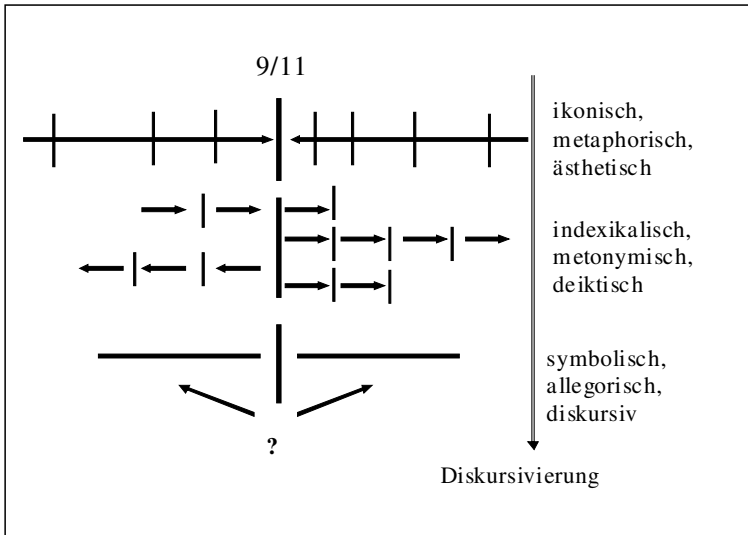 9/11
ikonisch,
metaphorisch,
ästhetisch
indexikalisch,
metonymisch,
deiktisch
symbolisch,
allegorisch,
diskursiv
?
Diskursivierung